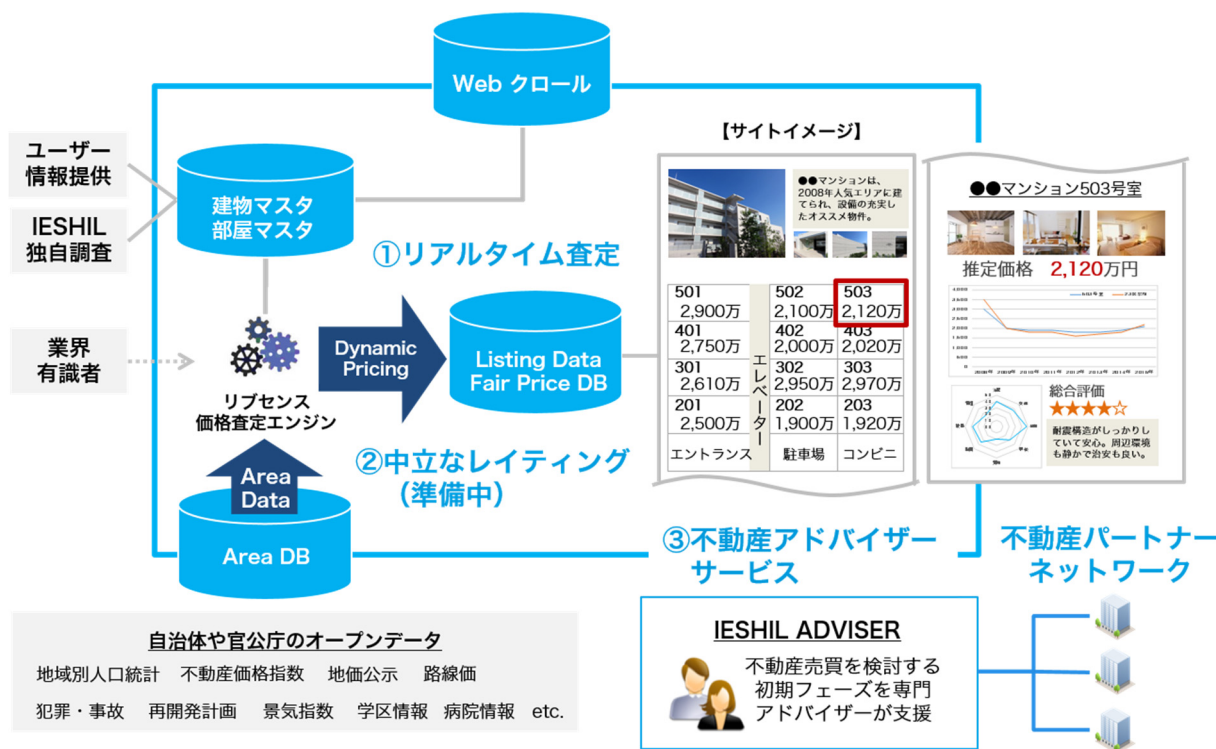 Web クロール
ユーザー
情報提供
IESHIL
独自調査
建物マスタ
部屋マスタ
①リアルタイム査定
業界
有識者
リブセンス
価格査定エンジン
Dynamic
Pricing
Listing Data
Fair Price DB
②中立なレイティング
（準備中）
Area
Data
Area DB
【サイトイメージ】
●●マンションは、
2008年人気エリアに建
てられ、設備の充実し
たオススメ物件。
501 502 503
2,900万 2,100万 2,120万
401 402 403
2,750万 2,000万 2,020万
301 302 303
2,610万 2,950万 2,970万
201 202 203
2,500万 1,900万 1,920万
エレベーター
エントランス 駐車場 コンビニ
●●マンション503号室
推定価格 2,120万円
総合評価
★★★★☆
耐震構造がしっかりし
ていて安心。周辺環境
も静かで治安も良い。
③不動産アドバイザー
サービス
不動産パートナー
ネットワーク
自治体や官公庁のオープンデータ
地域別人口統計 不動産価格指数 地価公示 路線価
犯罪・事故 再開発計画 景気指数 学区情報 病院情報 etc.
IESHIL ADVISER
不動産売買を検討する
初期フェーズを専門
アドバイザーが支援